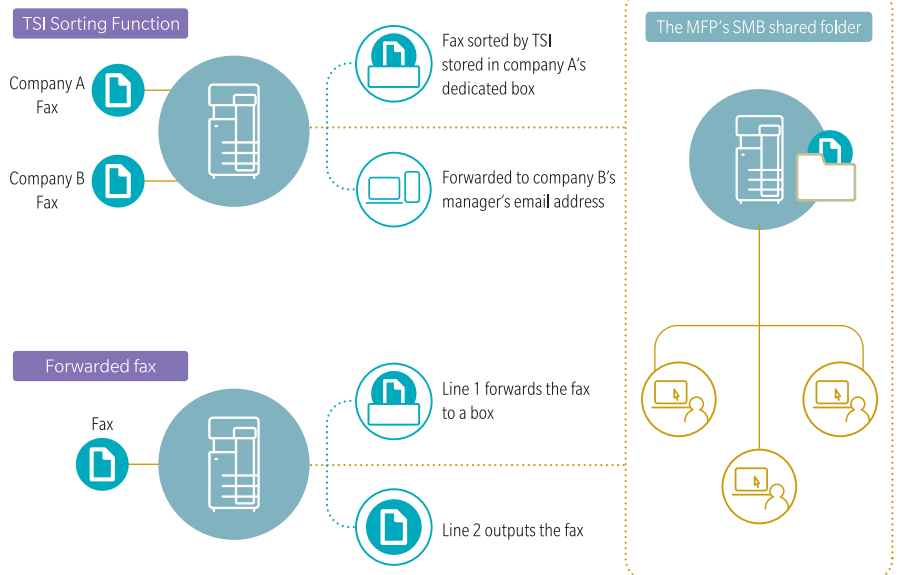 TSI Sorting Function
Company A
Fax
Company B
Fax
Fax sorted by TSI
stored in company A's
dedicated box
Forwarded to company B's
manager's email address
The MFP's SMB shared folder
Forwarded fax
Fax
Line 1 forwards the fax
to a box
Line 2 outputs the fax